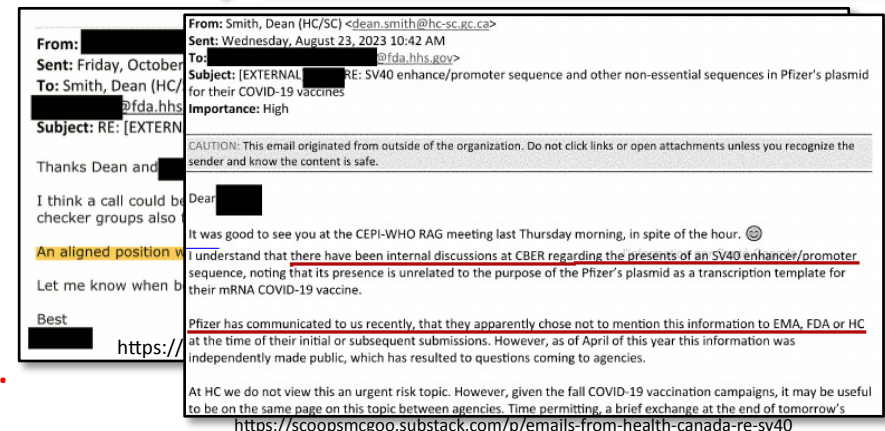 From:
Sent: Friday, October
To: Smith, Dean (HC/
@fda.hhs
Subject: RE: [EXTERN
Thanks Dean and
I think a call could be
checker groups also
An aligned position w
Let me know when b
Best
https://
From: Smith, Dean (HC/SC) <dean.smith@hc-sc.gc.ca>
Sent: Wednesday, August 23, 2023 10:42 AM
To: @fda.hhs.gov>
Subject: [EXTERNAL RE: SV40 enhance/promoter sequence and other non-essential sequences in Pfizer's plasmid
for their COVID-19 vaccines
Importance: High
CAUTION: This email originated from outside of the organization. Do not click links or open attachments unless you recognize the
sender and know the content is safe.
Dear
It was good to see you at the CEPI-WHO RAG meeting last Thursday morning, in spite of the hour. 😊
I understand that there have been internal discussions at CBER regarding the presents of an SV40 enhancer/promoter
sequence, noting that its presence is unrelated to the purpose of the Pfizer's plasmid as a transcription template for
their mRNA COVID-19 vaccine.
Pfizer has communicated to us recently, that they apparently chose not to mention this information to EMA, FDA or HC
at the time of their initial or subsequent submissions. However, as of April of this year this information was
independently made public, which has resulted to questions coming to agencies.
At HC we do not view this an urgent risk topic. However, given the fall COVID-19 vaccination campaigns, it may be useful
to be on the same page on this topic between agencies. Time permitting, a brief exchange at the end of tomorrow's
https://scoopsmcgoo.substack.com/p/emails-from-health-canada-re-sv40